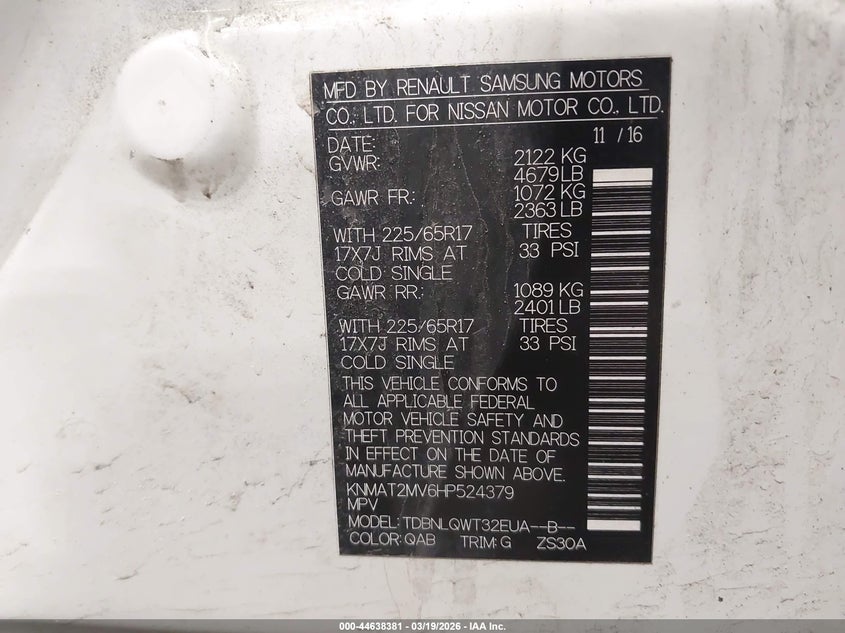 MFD BY RENAULT SAMSUNG MOTORS
CO., LTD. FOR NISSAN MOTOR CO., LTD.
DATE: 11 / 16
GVWR: 2122 KG
4679 LB
GAWR FR.: 1072 KG
2363 LB
WITH 225/65R17 TIRES
17X7J RIMS AT 33 PSI
COLD SINGLE
GAWR RR.: 1089 KG
2401 LB
WITH 225/65R17 TIRES
17X7J RIMS AT 33 PSI
COLD SINGLE
THIS VEHICLE CONFORMS TO
ALL APPLICABLE FEDERAL
MOTOR VEHICLE SAFETY AND
THEFT PREVENTION STANDARDS
IN EFFECT ON THE DATE OF
MANUFACTURE SHOWN ABOVE.
KNMAT2MV6HP524379
MPV
MODEL: TDBNLQWT32EUA--B--
COLOR: QAB TRIM: G ZS30A
000-44638381 - 03/19/2026 - IAA Inc.